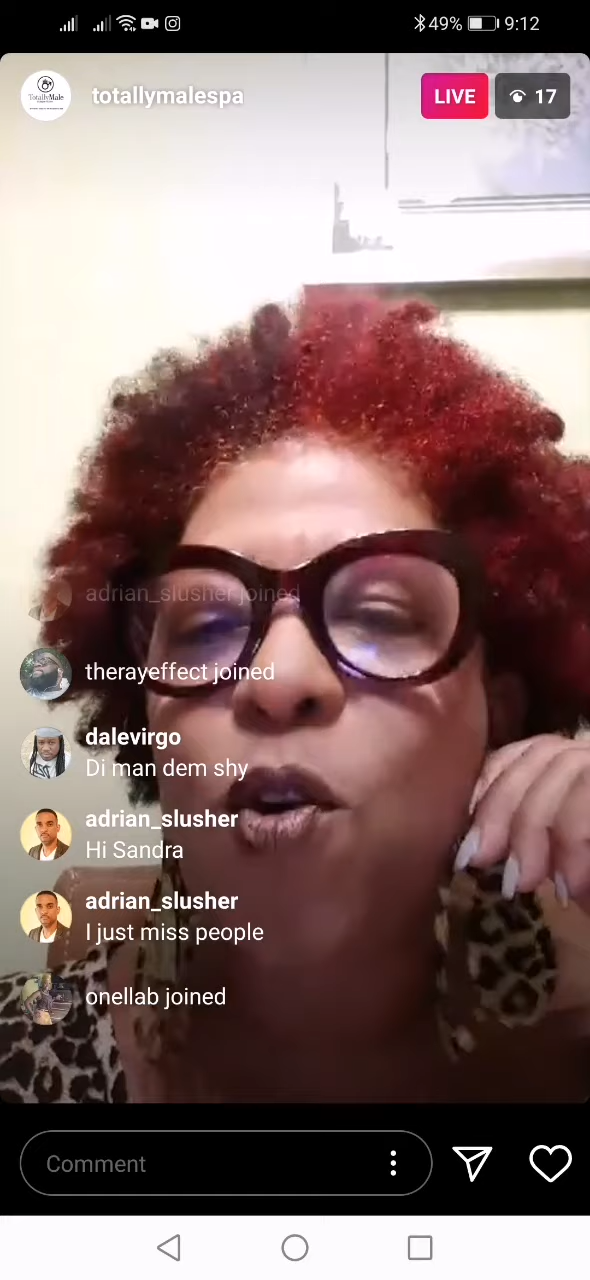 49% 9:12
TotallyMale
totallymalespa
LIVE 17
adrian_slusher joined
therayeffect joined
dalevirgo
Di man dem shy
adrian_slusher
Hi Sandra
adrian_slusher
I just miss people
onellab joined
Comment